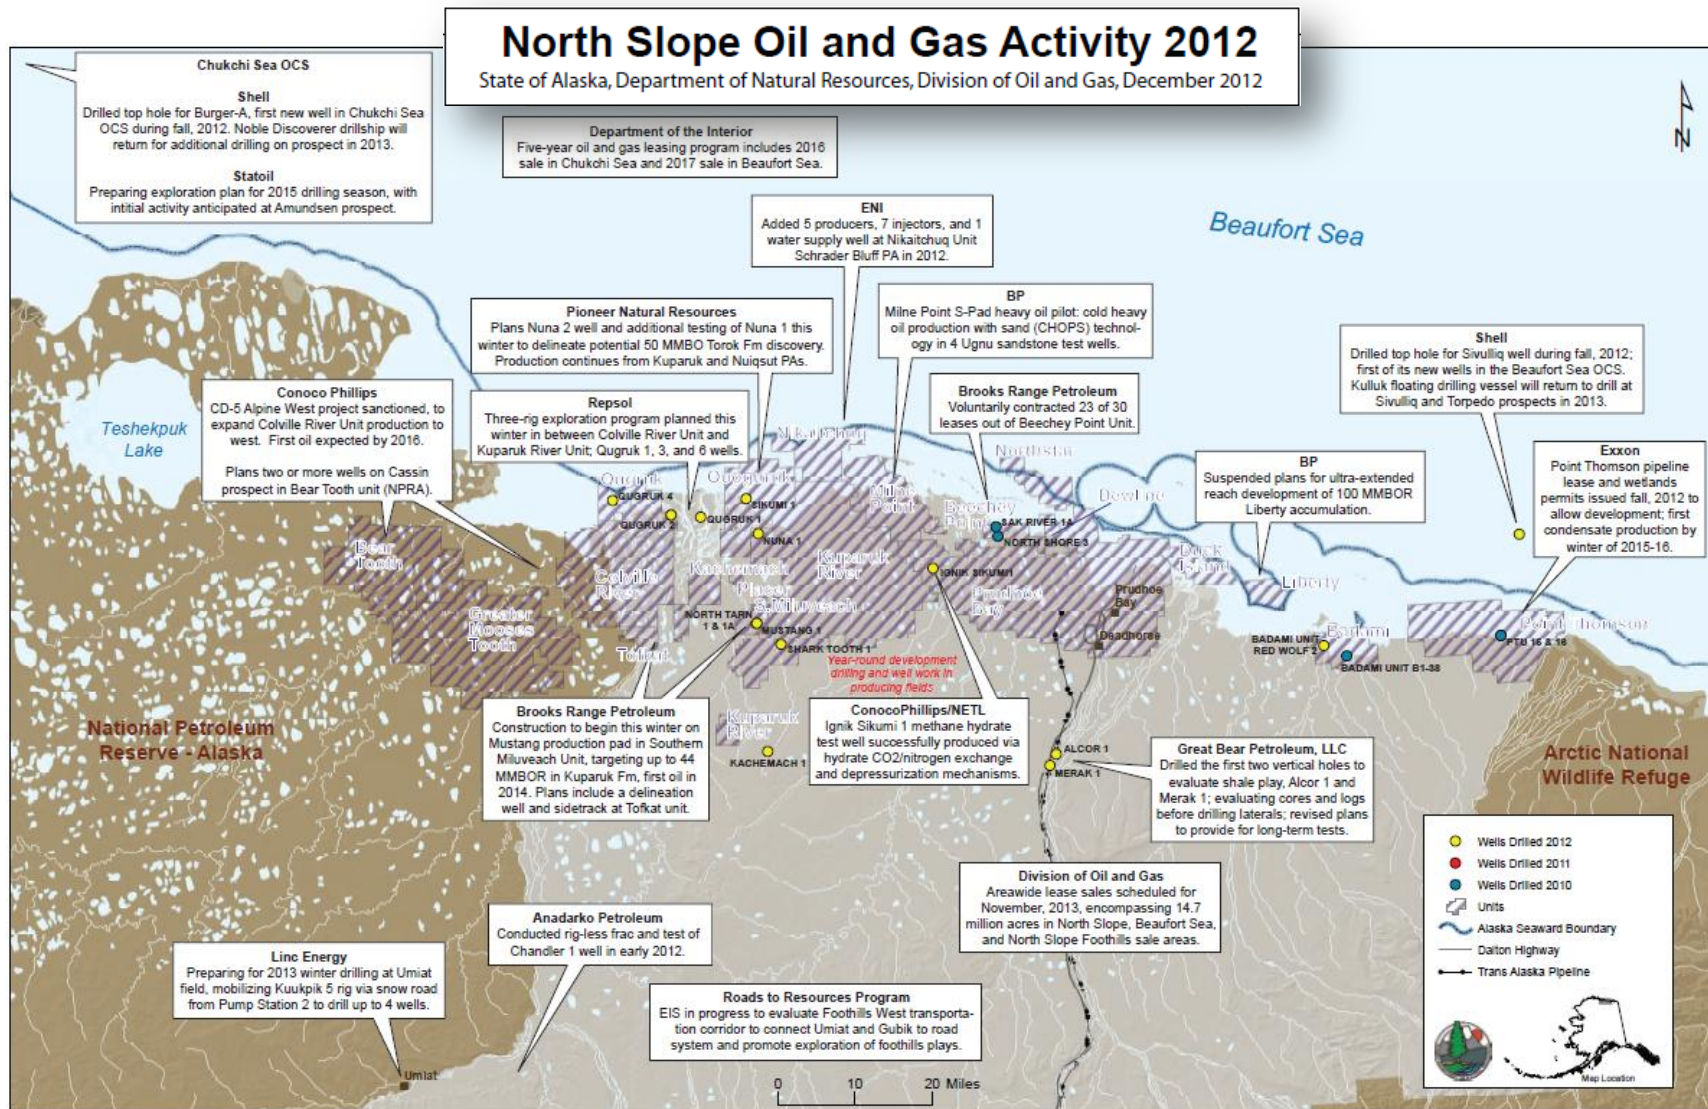 North Slope Oil and Gas Activity 2012
State of Alaska, Department of Natural Resources, Division of Oil and Gas, December 2012
Chukchi Sea OCS
Shell
Drilled top hole for Burger-A, first new well in Chukchi Sea
OCS during fall, 2012. Noble Discoverer drillship will
return for additional drilling on prospect in 2013.
Statoil
Preparing exploration plan for 2015 drilling season, with
intitial activity anticipated at Amundsen prospect.
Department of the Interior
Five-year oil and gas leasing program includes 2016
sale in Chukchi Sea and 2017 sale in Beaufort Sea.
ENI
Added 5 producers, 7 injectors, and 1
water supply well at Nikaitchuq Unit
Schrader Bluff PA in 2012.
Beaufort Sea
Pioneer Natural Resources
Plans Nuna 2 well and additional testing of Nuna 1 this
winter to delineate potential 50 MMBO Torok Fm discovery.
Production continues from Kuparuk and Nuiqsut PAs.
BP
Milne Point S-Pad heavy oil pilot: cold heavy
oil production with sand (CHOPS) technol-
ogy in 4 Ugnu sandstone test wells.
Shell
Drilled top hole for Sivulliq well during fall, 2012;
first of its new wells in the Beaufort Sea OCS.
Kulluk floating drilling vessel will return to drill at
Sivulliq and Torpedo prospects in 2013.
Conoco Phillips
CD-5 Alpine West project sanctioned, to
expand Colville River Unit production to
west. First oil expected by 2016.
Plans two or more wells on Cassin
prospect in Bear Tooth unit (NPRA).
Repsol
Three-rig exploration program planned this
winter in between Colville River Unit and
Kuparuk River Unit; Qugruk 1, 3, and 6 wells.
Brooks Range Petroleum
Voluntarily contracted 23 of 30
leases out of Beechey Point Unit.
BP
Suspended plans for ultra-extended
reach development of 100 MMBOR
Liberty accumulation.
Exxon
Point Thomson pipeline
lease and wetlands
permits issued fall, 2012 to
allow development; first
condensate production by
winter of 2015-16.
Teshekpuk
Lake
Nikaitchuq
Northstar
Qugruk
Oooguruk
Milne
Point
Beechey
Point
Dewline
QUGRUK 4
QUGRUK 2
QUGRUK 1
SIKUMI 1
NUNA 1
SAK RIVER 1A
NORTH SHORE 3
Bear
Tooth
Colville
River
Kachemach
Kuparuk
River
IGNIK SIKUMI 1
Prudhoe
Bay
Duck
Island
Liberty
Prudhoe
Bay
Deadhorse
Greater
Mooses
Tooth
Placer
S.Miluveach
NORTH TARN
1 & 1A
MUSTANG 1
SHARK TOOTH 1
Tofkat
BADAMI UNIT
RED WOLF 2
Badami
BADAMI UNIT B1-38
Point Thomson
PTU 15 & 16
Year-round development
drilling and well work in
producing fields
National Petroleum
Reserve - Alaska
Brooks Range Petroleum
Construction to begin this winter on
Mustang production pad in Southern
Miluveach Unit, targeting up to 44
MMBOR in Kuparuk Fm, first oil in
2014. Plans include a delineation
well and sidetrack at Tofkat unit.
Kuparuk
River
KACHEMACH 1
ConocoPhillips/NETL
Ignik Sikumi 1 methane hydrate
test well successfully produced via
hydrate CO2/nitrogen exchange
and depressurization mechanisms.
ALCOR 1
MERAK 1
Great Bear Petroleum, LLC
Drilled the first two vertical holes to
evaluate shale play, Alcor 1 and
Merak 1; evaluating cores and logs
before drilling laterals; revised plans
to provide for long-term tests.
Arctic National
Wildlife Refuge
Division of Oil and Gas
Areawide lease sales scheduled for
November, 2013, encompassing 14.7
million acres in North Slope, Beaufort Sea,
and North Slope Foothills sale areas.
Anadarko Petroleum
Conducted rig-less frac and test of
Chandler 1 well in early 2012.
Linc Energy
Preparing for 2013 winter drilling at Umiat
field, mobilizing Kuukpik 5 rig via snow road
from Pump Station 2 to drill up to 4 wells.
Roads to Resources Program
EIS in progress to evaluate Foothills West transporta-
tion corridor to connect Umiat and Gubik to road
system and promote exploration of foothills plays.
Umiat
0 10 20 Miles
Wells Drilled 2012
Wells Drilled 2011
Wells Drilled 2010
Units
Alaska Seaward Boundary
Dalton Highway
Trans Alaska Pipeline
Map Location